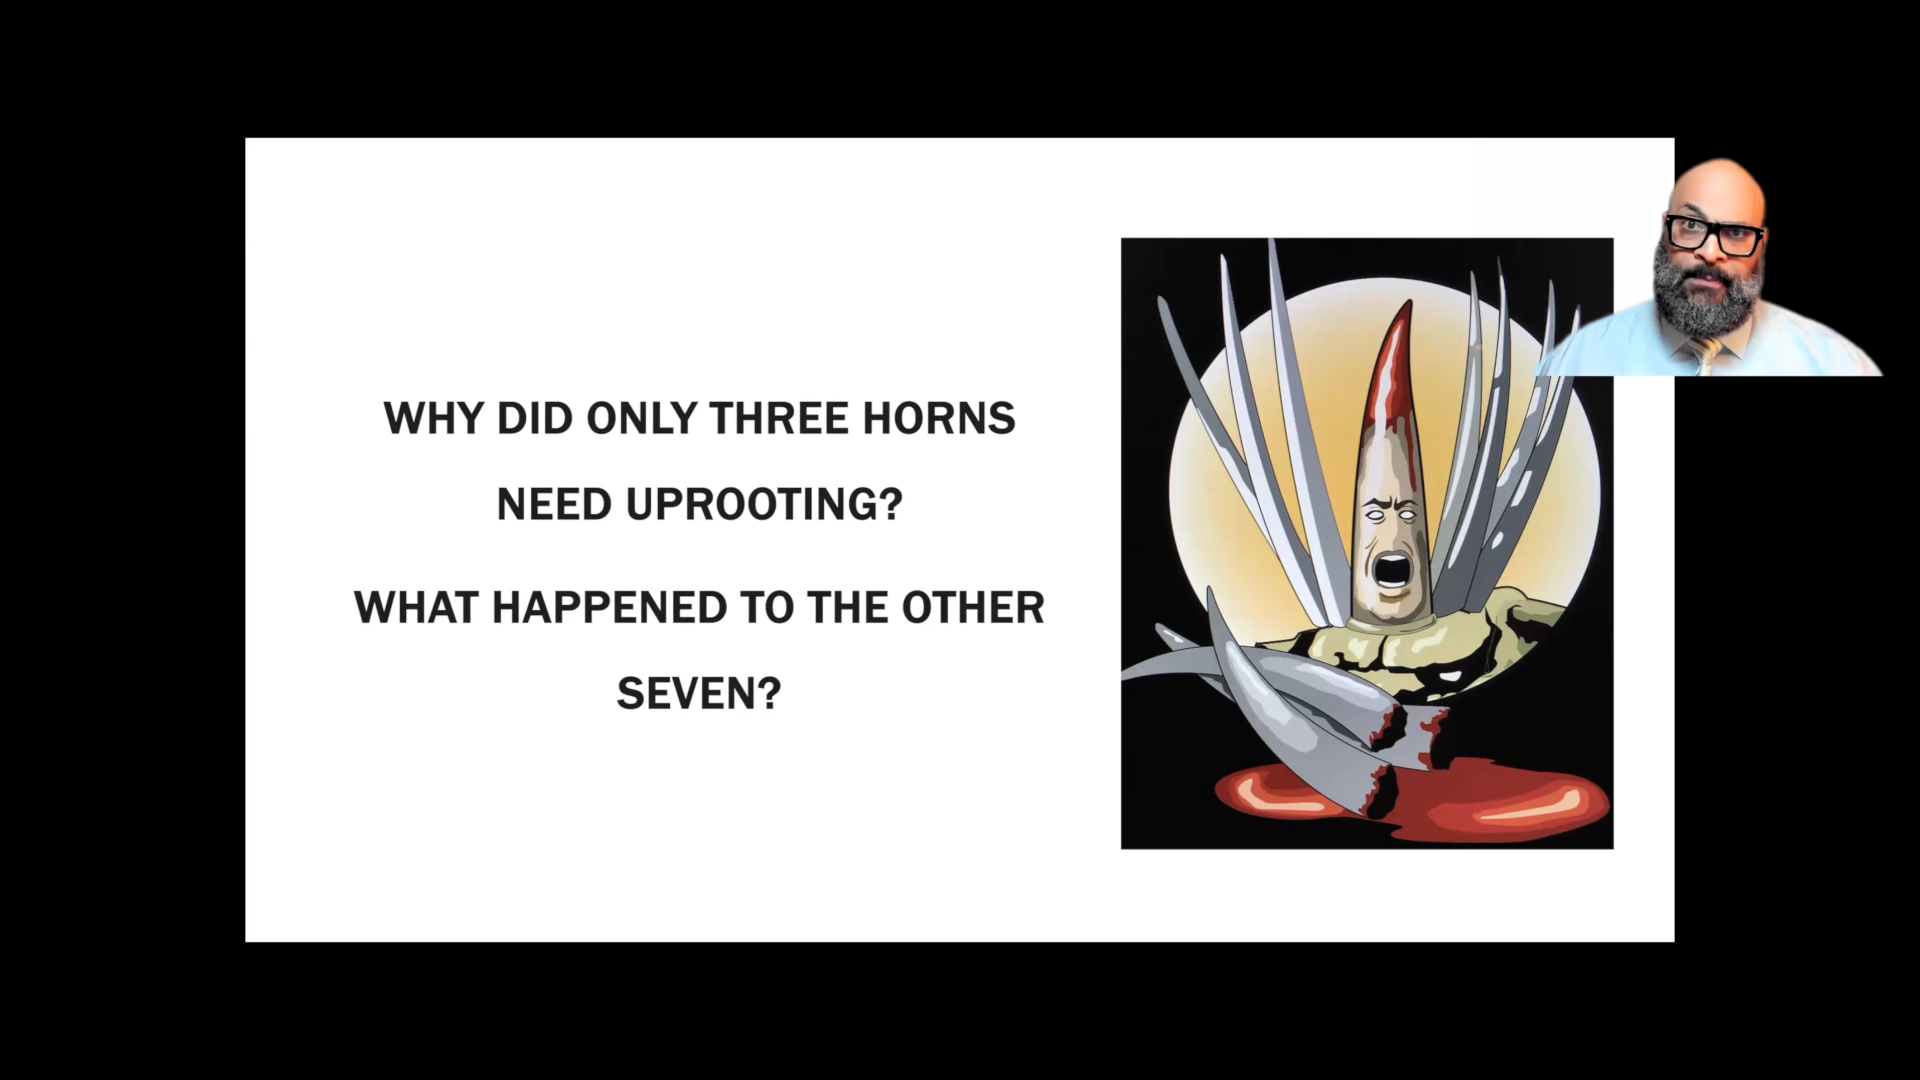 WHY DID ONLY THREE HORNS
NEED UPROOTING?
WHAT HAPPENED TO THE OTHER
SEVEN?